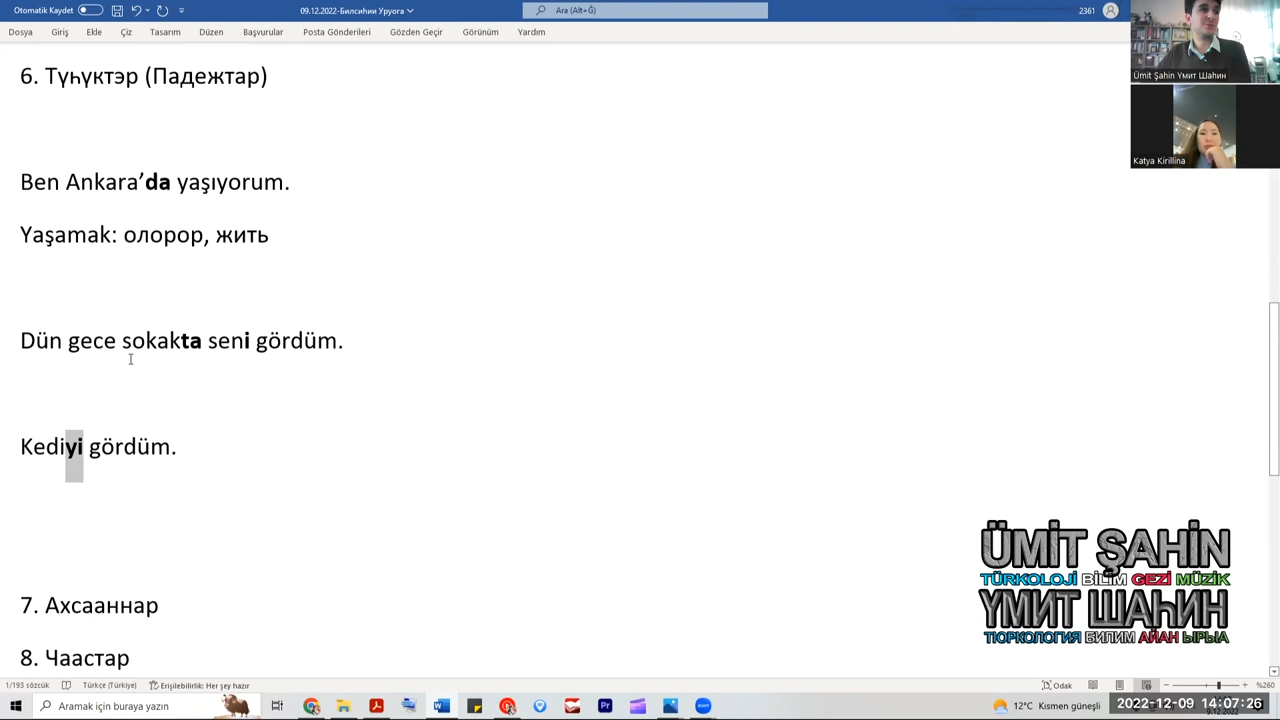 Otomatik Kaydet
09.12.2022-Билсиһии Уруога
Ara (Alt+Ğ)
2361
Dosya Giriş Ekle Çiz Tasarım Düzen Başvurular Posta Gönderileri Gözden Geçir Görünüm Yardım
Ümit Şahin Үмит Шаһин
Katya Kirillina
6. Түһүктэр (Падежтар)
Ben Ankara’da yaşıyorum.
Yaşamak: олорор, жить
Dün gece sokakta seni gördüm.
Kediyi gördüm.
7. Ахсааннар
8. Чаастар
ÜMİT ŞAHİN
TÜRKOLOJİ BİLİM GEZİ MÜZİK
ҮМИТ ШАҺИН
ТЮРКОЛОГИЯ БИЛИМ АЙАН ЫРЫА
1/193 sözcük Türkçe (Türkiye) Erişilebilirlik: Her şey hazır
Odak
%260
Aramak için buraya yazın
12°C Kısmen güneşli
2022-12-09 14:07:26